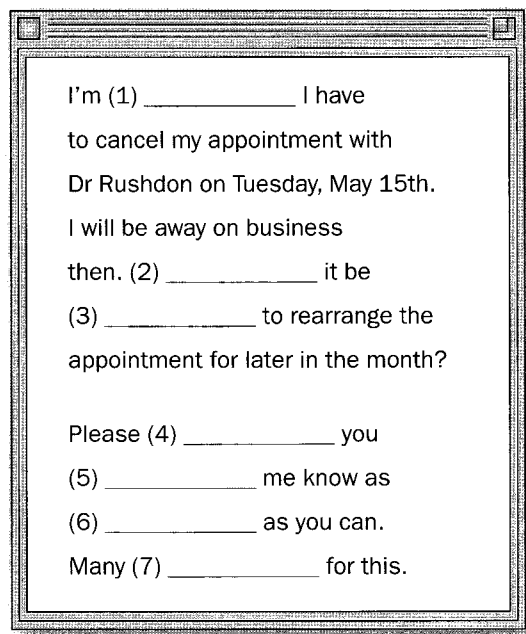 I'm (1) ____________ I have
to cancel my appointment with
Dr Rushdon on Tuesday, May 15th.
I will be away on business
then. (2) ____________ it be
(3) ____________ to rearrange the
appointment for later in the month?
Please (4) ____________ you
(5) ____________ me know as
(6) ____________ as you can.
Many (7) ____________ for this.